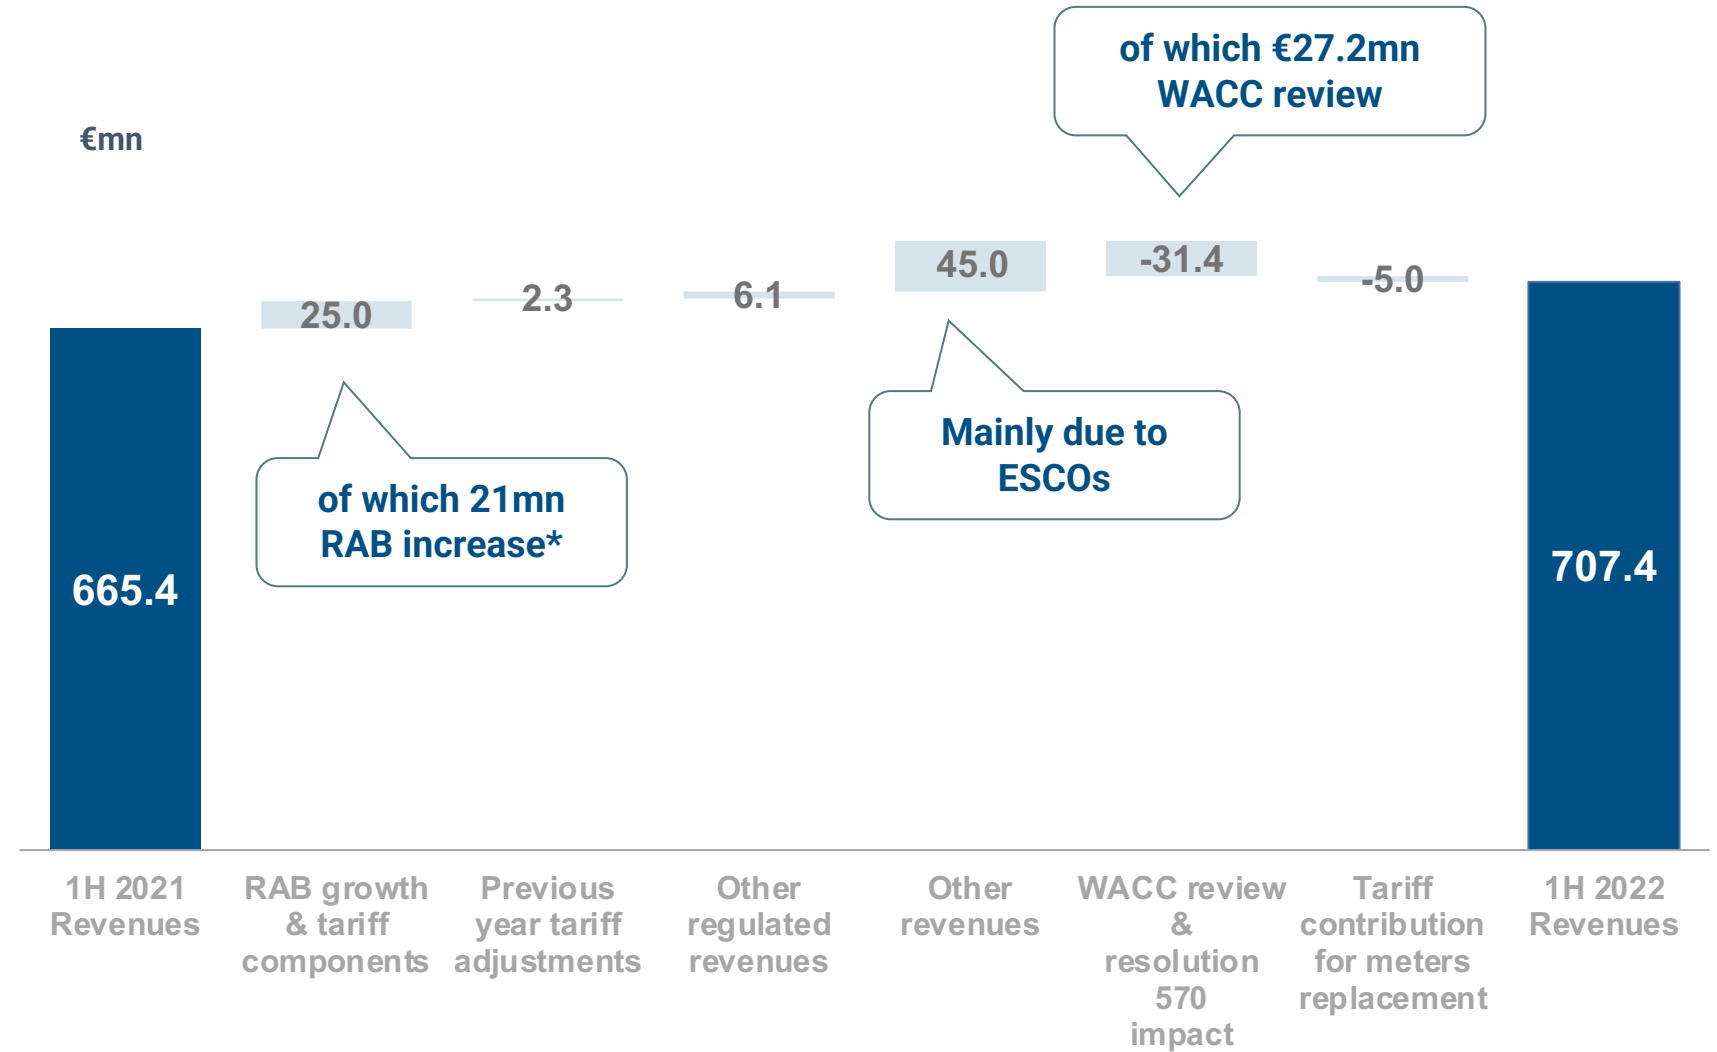 of which €27.2mn
WACC review
€mn
45.0
-31.4
-5.0
25.0
2.3
6.1
Mainly due to
ESCOs
of which 21mn
RAB increase*
665.4
707.4
1H 2021
Revenues
RAB growth
& tariff
components
Previous
year tariff
adjustments
Other
regulated
revenues
Other
revenues
WACC review
&
resolution
570
impact
Tariff
contribution
for meters
replacement
1H 2022
Revenues